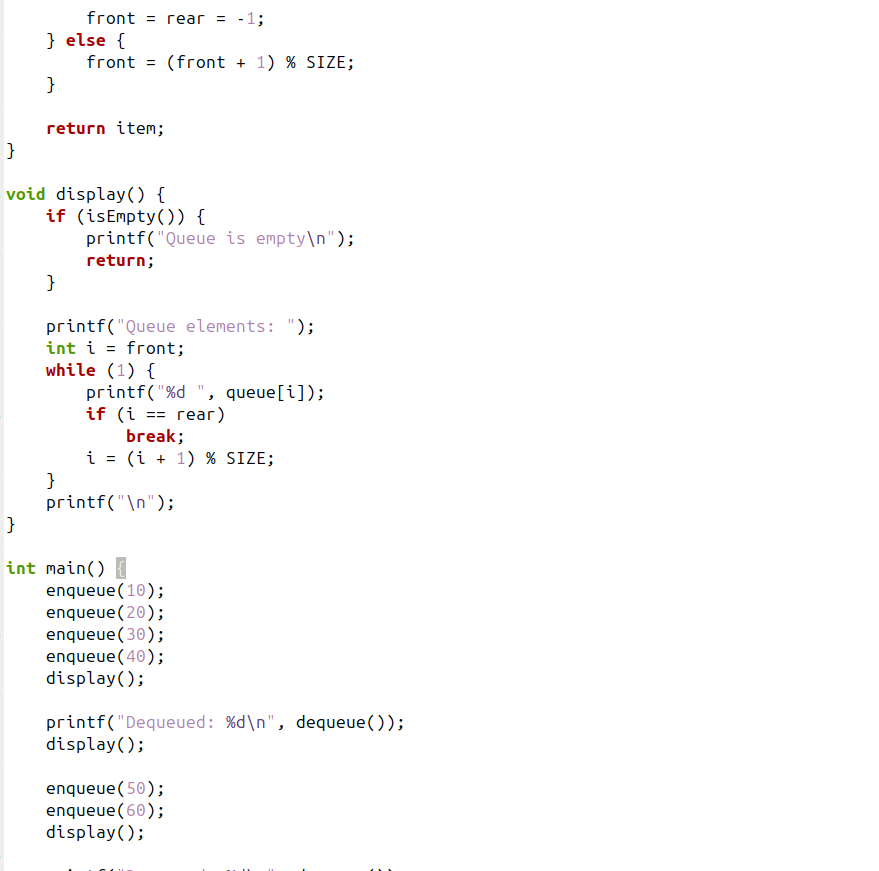 front = rear = -1;
    } else {
        front = (front + 1) % SIZE;
    }

    return item;
}

void display() {
    if (isEmpty()) {
        printf("Queue is empty\n");
        return;
    }

    printf("Queue elements: ");
    int i = front;
    while (1) {
        printf("%d ", queue[i]);
        if (i == rear)
            break;
        i = (i + 1) % SIZE;
    }
    printf("\n");
}

int main() {
    enqueue(10);
    enqueue(20);
    enqueue(30);
    enqueue(40);
    display();

    printf("Dequeued: %d\n", dequeue());
    display();

    enqueue(50);
    enqueue(60);
    display();